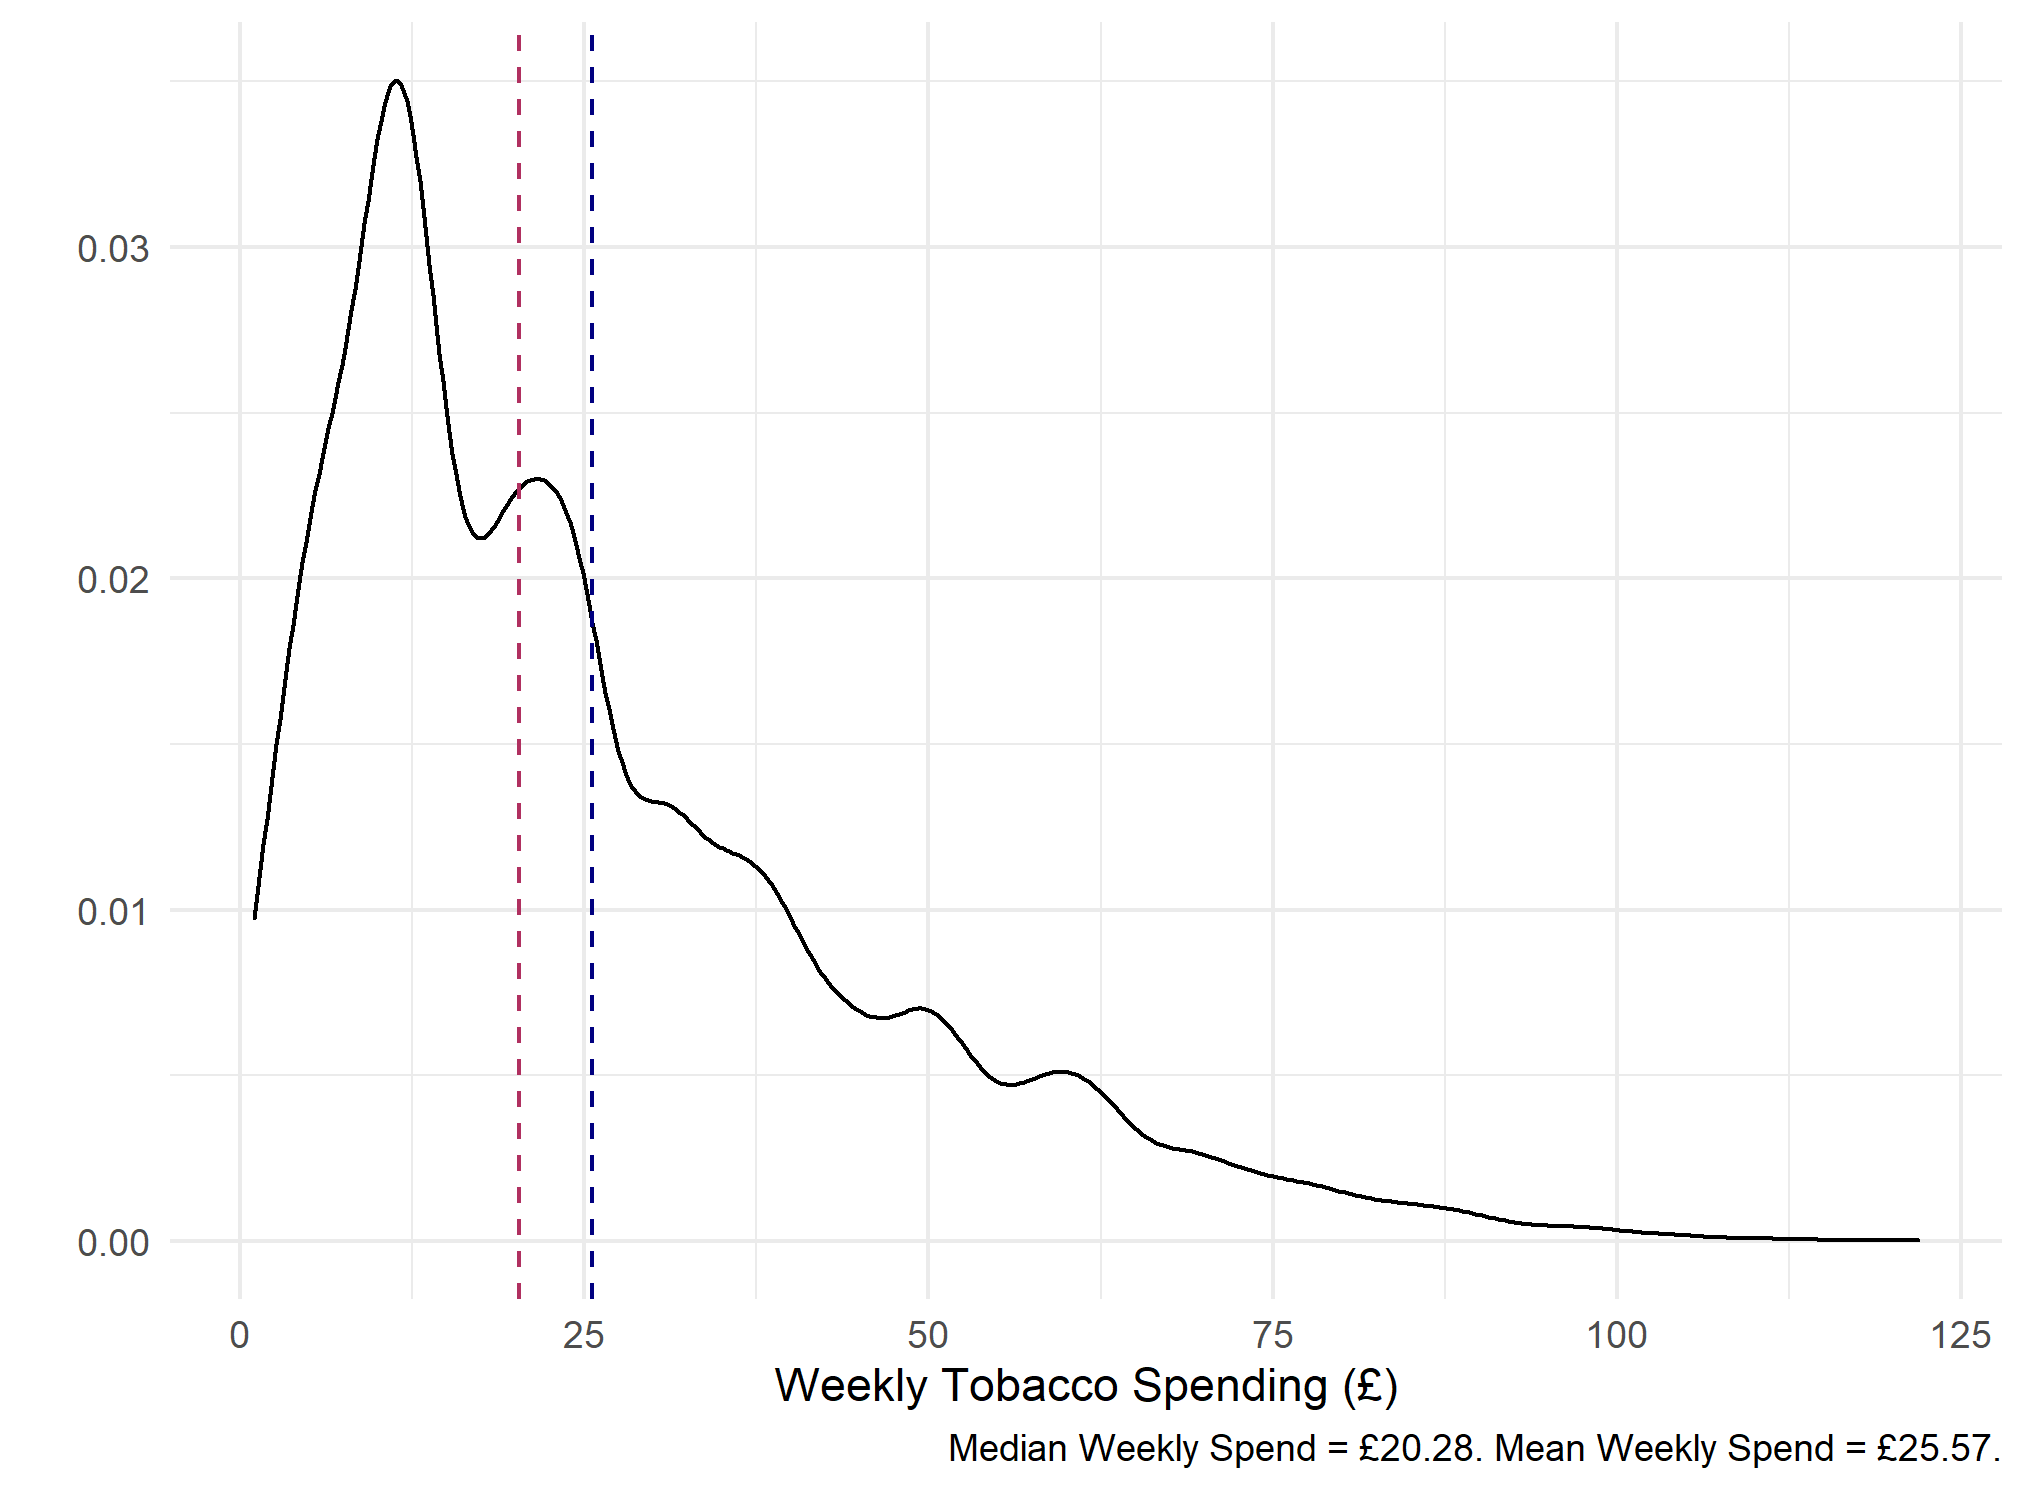 0.03
0.02
0.01
0.00
0 25 50 75 100 125
Weekly Tobacco Spending (£)
Median Weekly Spend = £20.28. Mean Weekly Spend = £25.57.